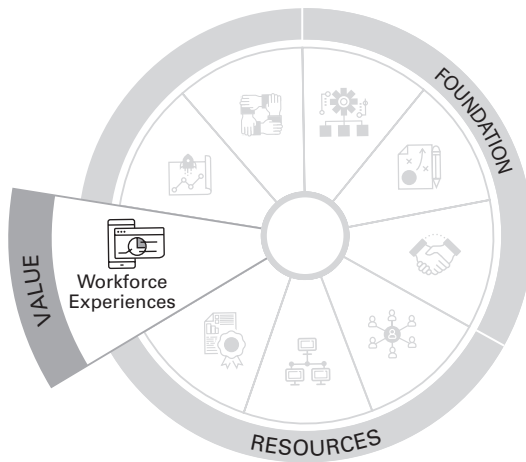 FOUNDATION
VALUE
Workforce
Experiences
RESOURCES